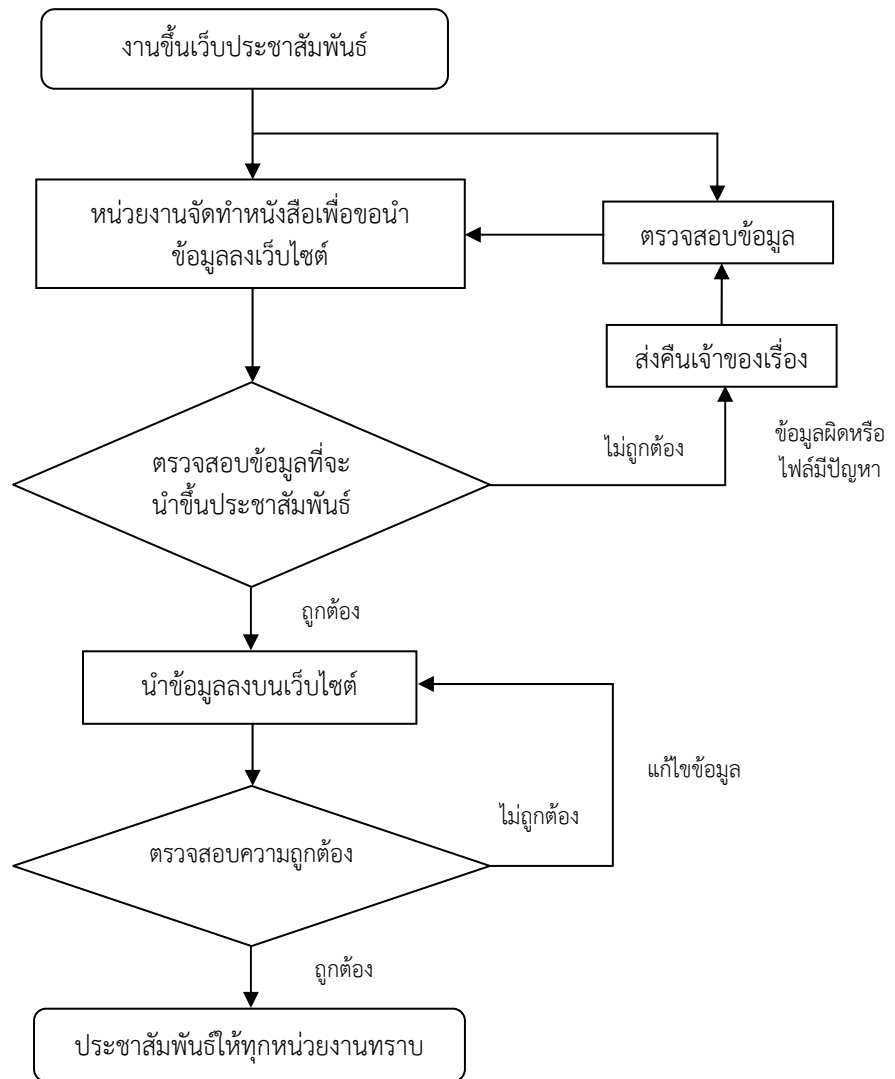 งานขึ้นเว็บประชาสัมพันธ์
หน่วยงานจัดทำหนังสือเพื่อขอนำ
ข้อมูลลงเว็บไซต์
ตรวจสอบข้อมูล
ส่งคืนเจ้าของเรื่อง
ตรวจสอบข้อมูลที่จะ
นำขึ้นประชาสัมพันธ์
ไม่ถูกต้อง
ข้อมูลผิดหรือ
ไฟล์มีปัญหา
ถูกต้อง
นำข้อมูลลงบนเว็บไซต์
แก้ไขข้อมูล
ไม่ถูกต้อง
ตรวจสอบความถูกต้อง
ถูกต้อง
ประชาสัมพันธ์ให้ทุกหน่วยงานทราบ